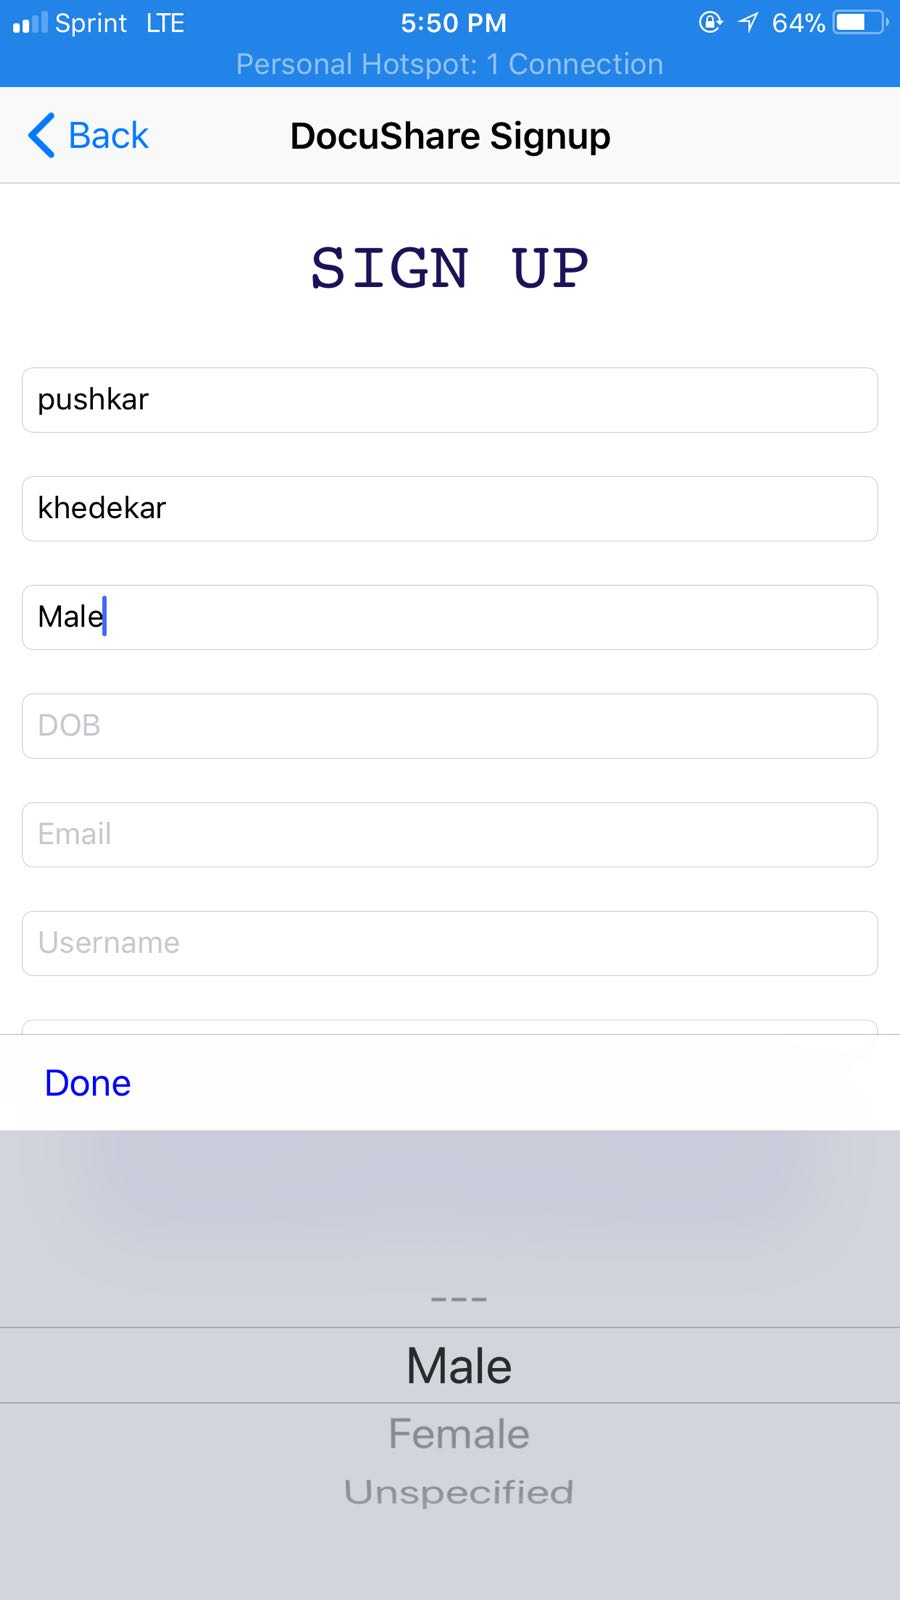 Sprint LTE 5:50 PM 64%
Personal Hotspot: 1 Connection
Back DocuShare Signup
SIGN UP
pushkar
khedekar
Male
DOB
Email
Username
Done
---
Male
Female
Unspecified